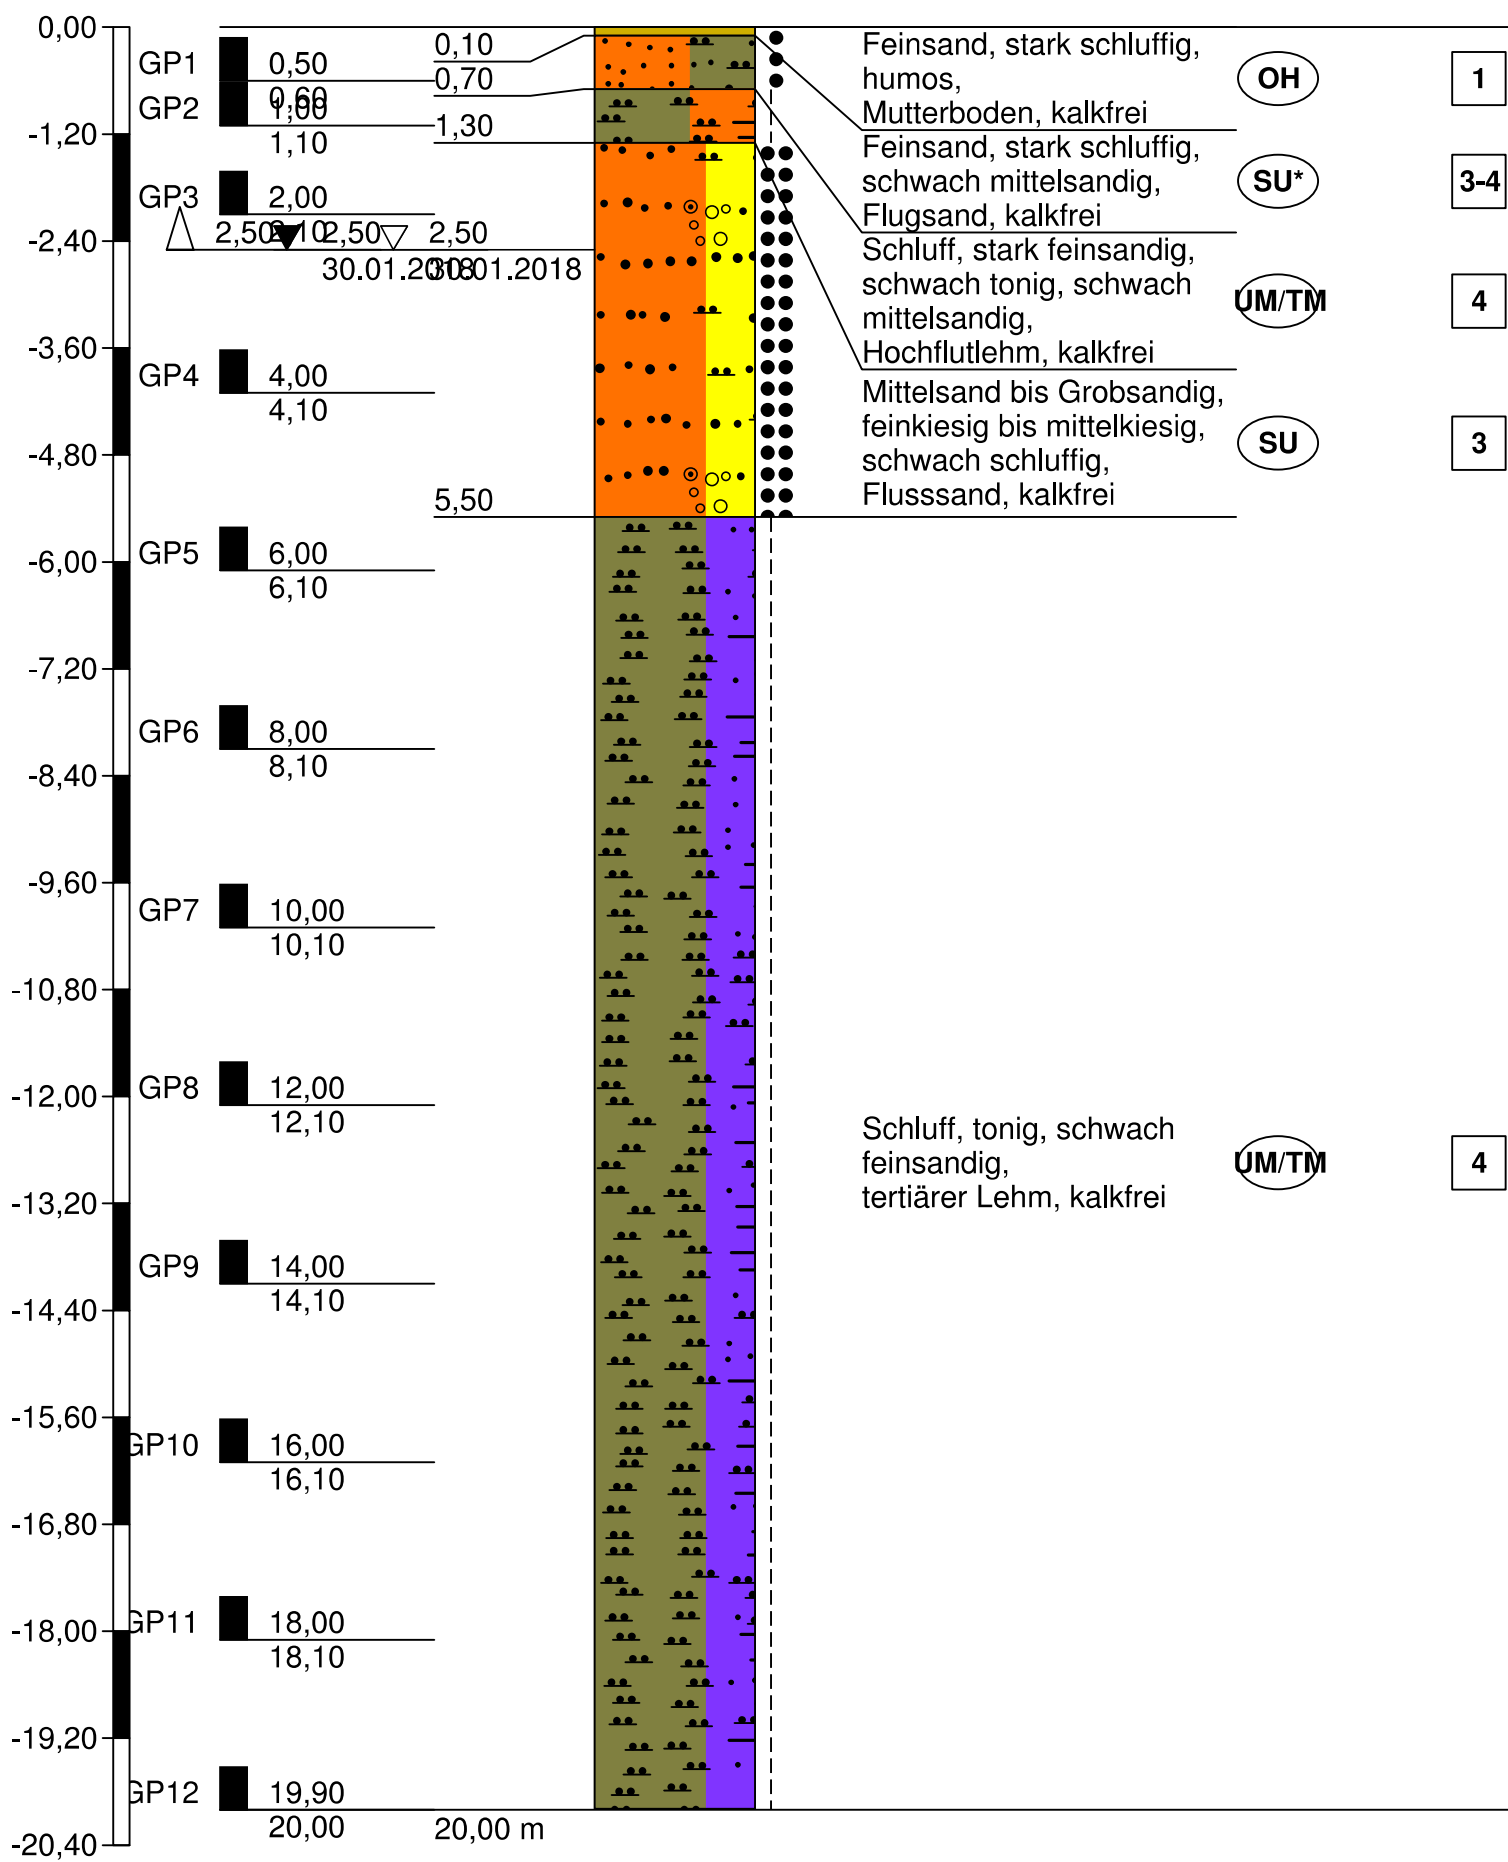 0,00
-1,20
-2,40
-3,60
-4,80
-6,00
-7,20
-8,40
-9,60
-10,80
-12,00
-13,20
-14,40
-15,60
-16,80
-18,00
-19,20
-20,40
GP1
0,50
0,60
GP2
1,00
1,10
GP3
2,00
2,10
GP4
4,00
4,10
GP5
6,00
6,10
GP6
8,00
8,10
GP7
10,00
10,10
GP8
12,00
12,10
GP9
14,00
14,10
GP10
16,00
16,10
GP11
18,00
18,10
GP12
19,90
20,00
2,50
2,50
30.01.2018
2,50
30.01.2018
0,10
0,70
1,30
5,50
20,00 m
Feinsand, stark schluffig,
humos,
Mutterboden, kalkfrei
OH
1
Feinsand, stark schluffig,
schwach mittelsandig,
Flugsand, kalkfrei
SU*
3-4
Schluff, stark feinsandig,
schwach tonig, schwach
mittelsandig,
Hochflutlehm, kalkfrei
UM/TM
4
Mittelsand bis Grobsandig,
feinkiesig bis mittelkiesig,
schwach schluffig,
Flusssand, kalkfrei
SU
3
Schluff, tonig, schwach
feinsandig,
tertiärer Lehm, kalkfrei
UM/TM
4